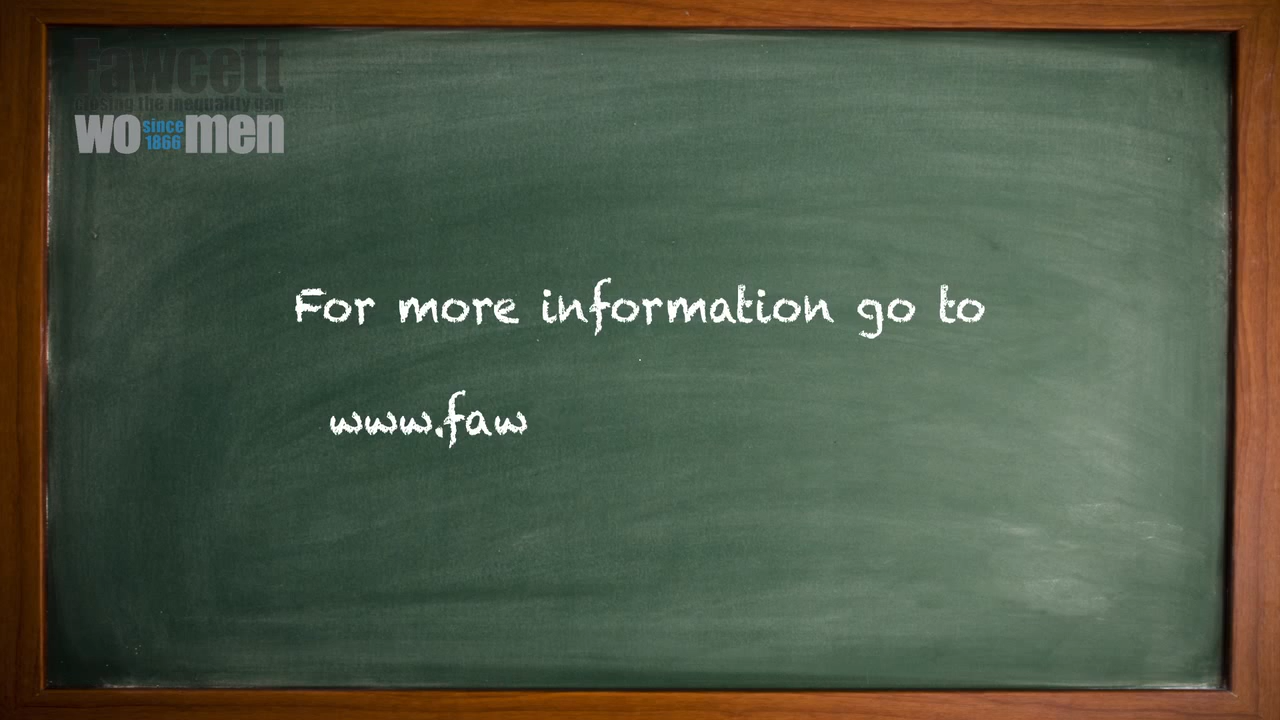 Fawcett
closing the inequality gap
wo since 1866 men
For more information go to
www.faw